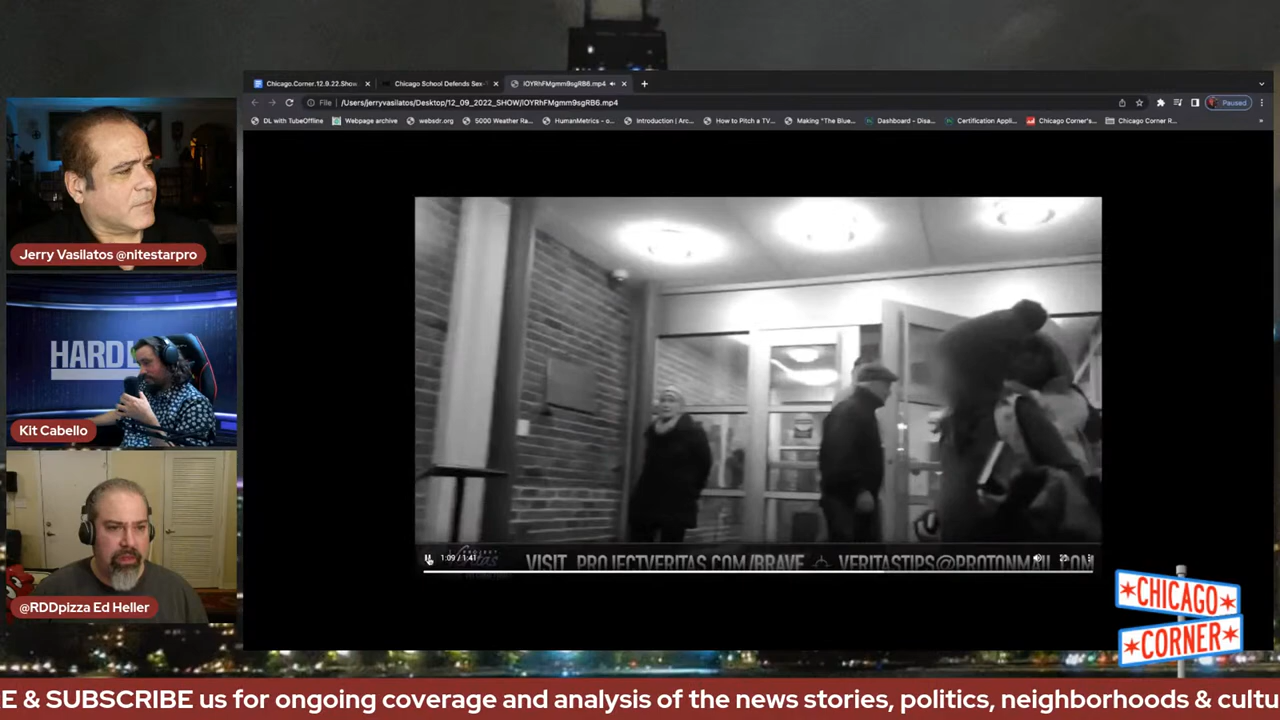 Chicago.Corner.12.9.22.Show
Chicago School Defends Sex-
IOYRhFMgmm9sgRB6.mp4
File
/Users/jerryvasilatos/Desktop/12_09_2022_SHOW/IOYRhFMgmm9sgRB6.mp4
Paused
DL with TubeOffline
Webpage archive
websdr.org
5000 Weather Ra...
HumanMetrics - o...
Introduction | Arc...
How to Pitch a TV...
Making "The Blue...
Dashboard - Disa...
Certification Appli...
Chicago Corner's...
Chicago Corner R...
Jerry Vasilatos @nitestarpro
HARDL
Kit Cabello
@RDDpizza Ed Heller
1:09 / 1:41
VISIT PROJECTVERITAS.COM/BRAVE
VERITASTIPS@PROTONMAIL.COM
CHICAGO
CORNER
E & SUBSCRIBE us for ongoing coverage and analysis of the news stories, politics, neighborhoods & cultu